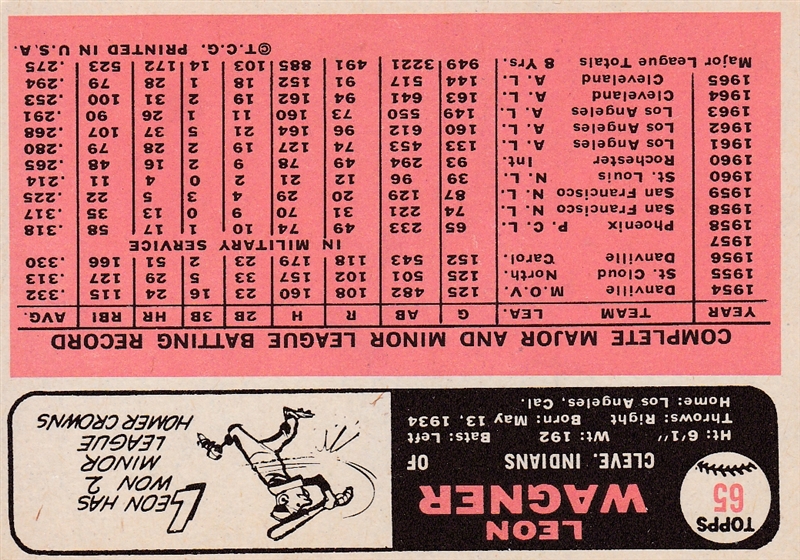 TOPPS
65
LEON
WAGNER
CLEVE. INDIANS OF
Ht: 6'1" Wt: 192 Bats: Left
Throws: Right Born: May 13, 1934
Home: Los Angeles, Cal.
LEON HAS
WON 2
MINOR
LEAGUE
HOMER CROWNS
COMPLETE MAJOR AND MINOR LEAGUE BATTING RECORD
YEAR TEAM LEA. G AB R H 2B 3B HR RBI AVG.
1954 Danville M.O.V. 125 482 108 160 23 16 24 115 .332
1955 St. Cloud North. 125 501 102 157 33 5 29 127 .313
1956 Danville Carol. 152 543 118 179 23 2 51 166 .330
1957 IN MILITARY SERVICE
1958 Phoenix P. C. L. 65 233 49 74 10 1 17 58 .318
1958 San Francisco N. L. 74 221 31 70 9 0 13 35 .317
1959 San Francisco N. L. 87 129 20 29 4 3 5 22 .225
1960 St. Louis N. L. 39 98 12 21 2 0 4 11 .214
1960 Rochester Int. 93 294 49 78 9 2 16 48 .265
1961 Los Angeles A. L. 133 453 74 127 19 2 28 79 .280
1962 Los Angeles A. L. 160 612 96 164 21 5 37 107 .268
1963 Los Angeles A. L. 149 550 73 160 11 1 26 90 .291
1964 Cleveland A. L. 163 641 94 162 19 2 31 100 .253
1965 Cleveland A. L. 144 517 91 152 18 1 28 79 .294
Major League Totals 8 Yrs. 949 3221 491 885 103 14 172 523 .275
©T.C.G. PRINTED IN U.S.A.